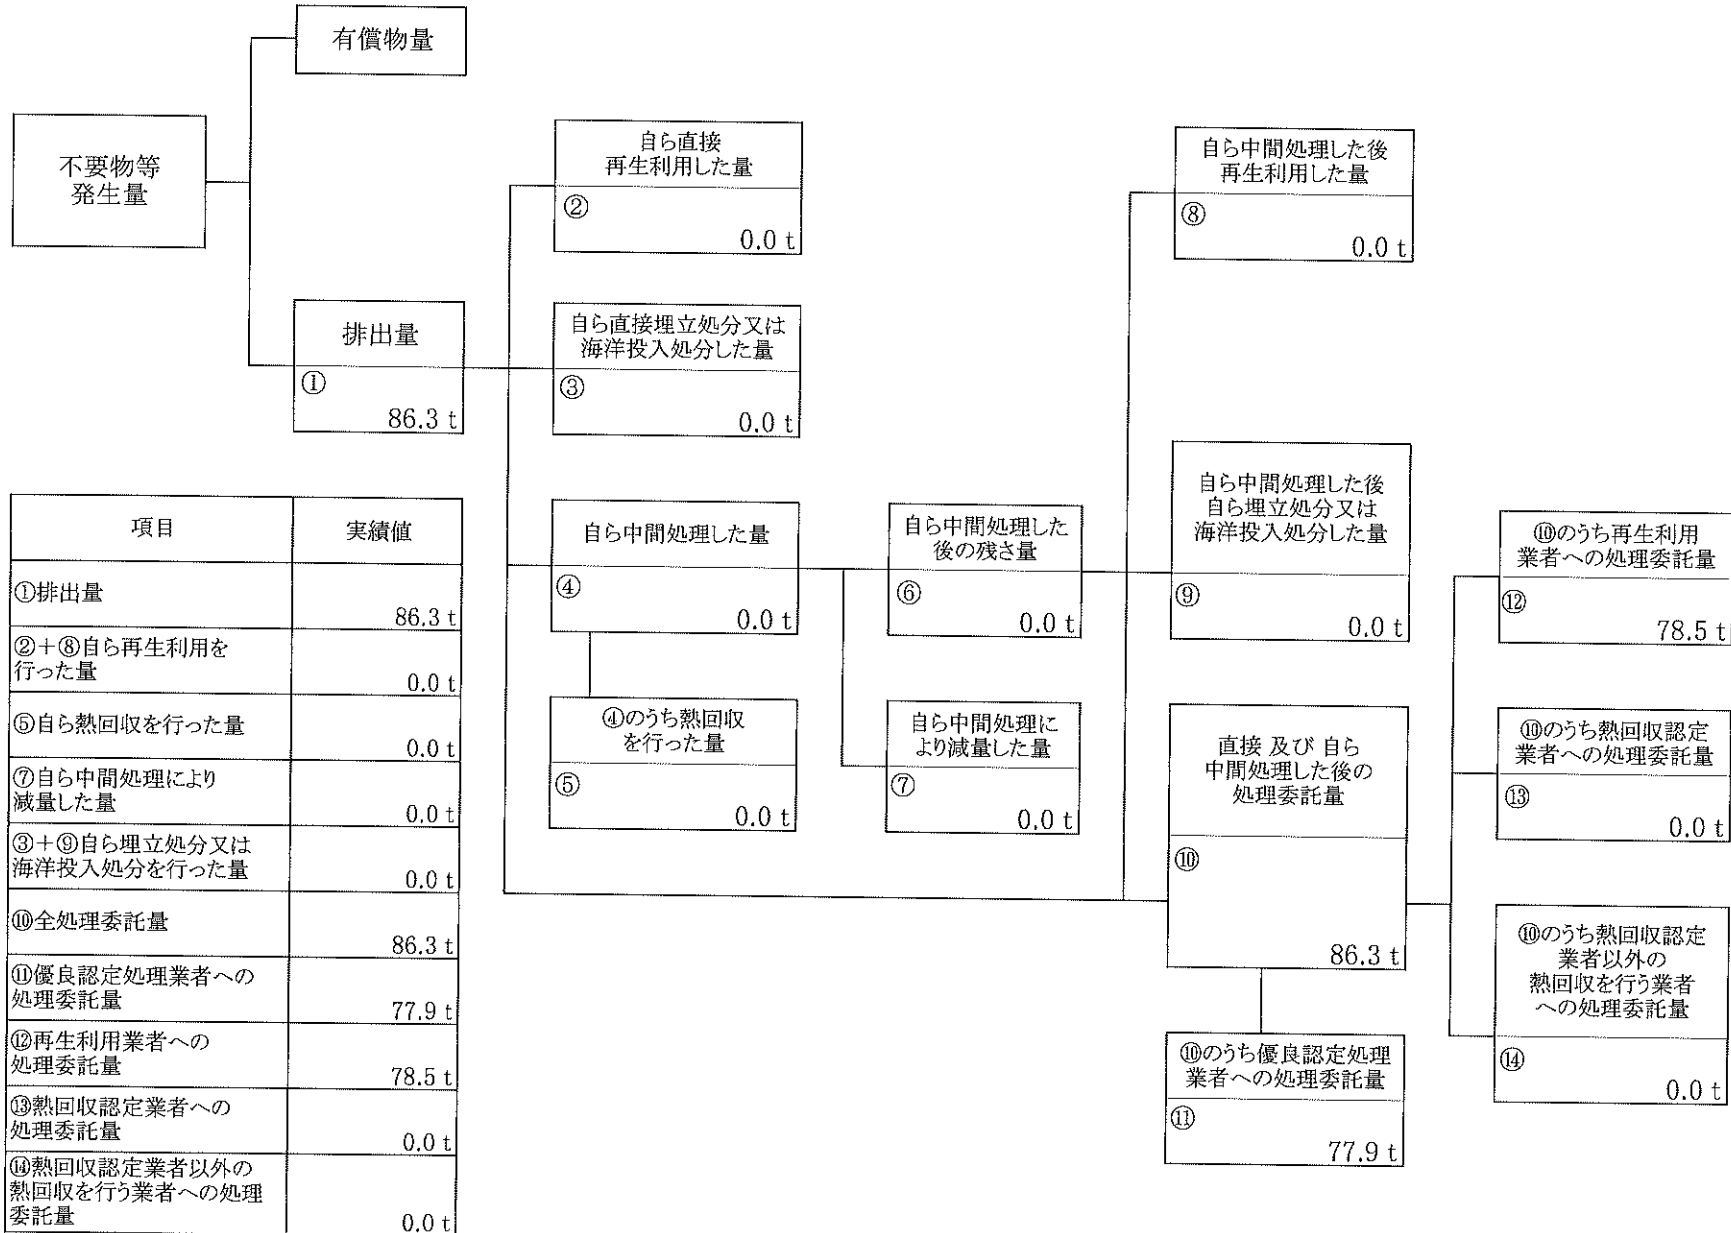 有償物量
不要物等
発生量
排出量
①
86.3 t
自ら直接
再生利用した量
②
0.0 t
自ら直接埋立処分又は
海洋投入処分した量
③
0.0 t
自ら中間処理した量
④
0.0 t
④のうち熱回収
を行った量
⑤
0.0 t
自ら中間処理した
後の残さ量
⑥
0.0 t
自ら中間処理に
より減量した量
⑦
0.0 t
自ら中間処理した後
再生利用した量
⑧
0.0 t
自ら中間処理した後
自ら埋立処分又は
海洋投入処分した量
⑨
0.0 t
直接 及び 自ら
中間処理した後の
処理委託量
⑩
86.3 t
⑩のうち優良認定処理
業者への処理委託量
⑪
77.9 t
⑩のうち再生利用
業者への処理委託量
⑫
78.5 t
⑩のうち熱回収認定
業者への処理委託量
⑬
0.0 t
⑩のうち熱回収認定
業者以外の
熱回収を行う業者
への処理委託量
⑭
0.0 t
項目 実績値
①排出量
86.3 t
②+⑧自ら再生利用を
行った量
0.0 t
⑤自ら熱回収を行った量
0.0 t
⑦自ら中間処理により
減量した量
0.0 t
③+⑨自ら埋立処分又は
海洋投入処分を行った量
0.0 t
⑩全処理委託量
86.3 t
⑪優良認定処理業者への
処理委託量
77.9 t
⑫再生利用業者への
処理委託量
78.5 t
⑬熱回収認定業者への
処理委託量
0.0 t
⑭熱回収認定業者以外の
熱回収を行う業者への処理
委託量
0.0 t